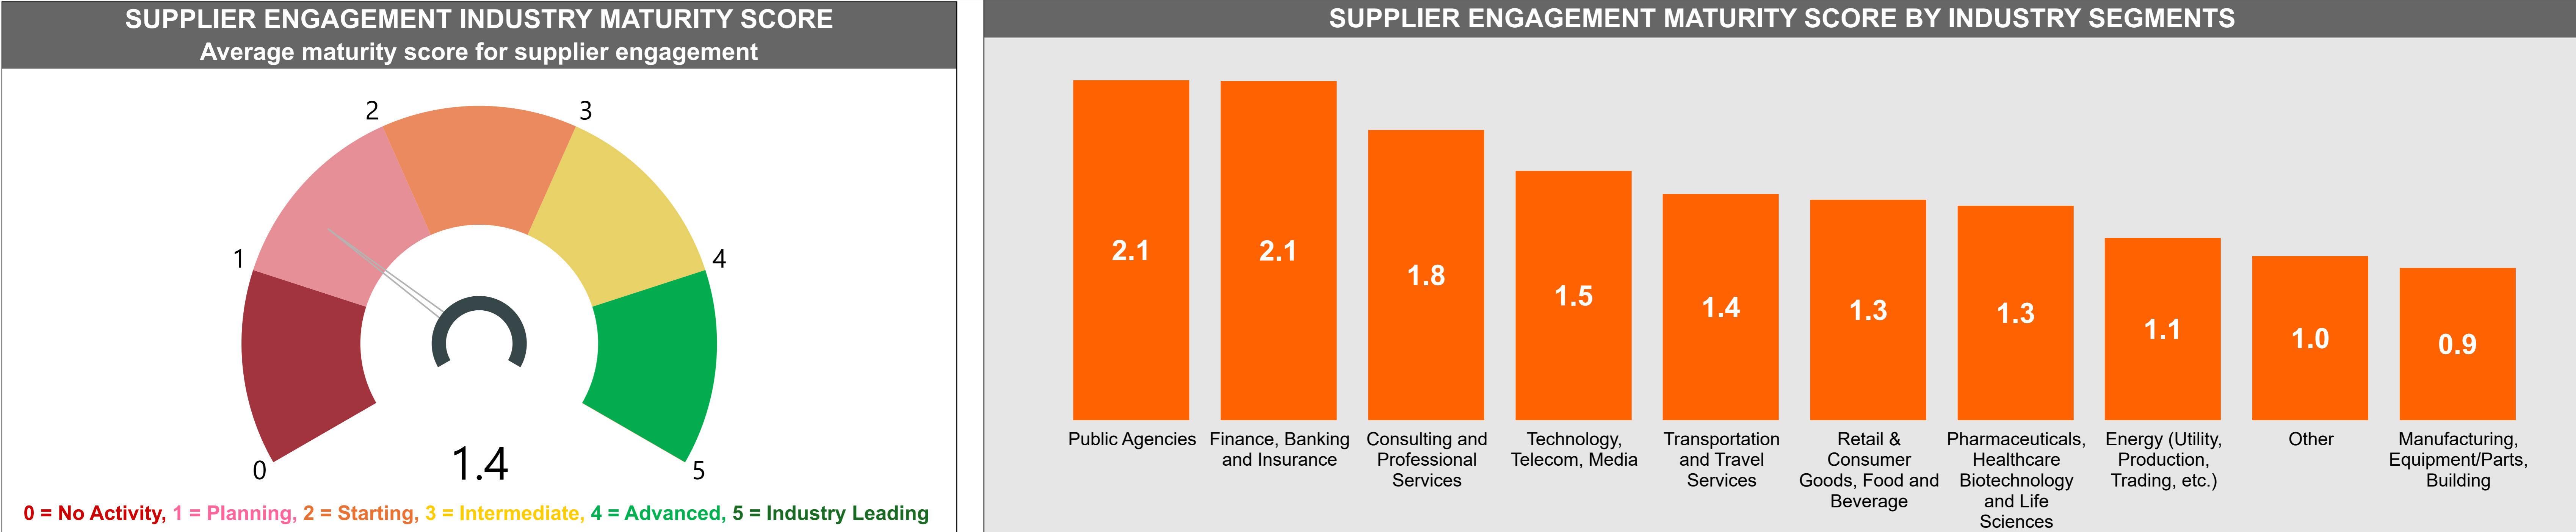 SUPPLIER ENGAGEMENT INDUSTRY MATURITY SCORE
Average maturity score for supplier engagement
2
3
1
4
0
1.4
5
0 = No Activity, 1 = Planning, 2 = Starting, 3 = Intermediate, 4 = Advanced, 5 = Industry Leading
SUPPLIER ENGAGEMENT MATURITY SCORE BY INDUSTRY SEGMENTS
2.1
2.1
1.8
1.5
1.4
1.3
1.3
1.1
1.0
0.9
Public Agencies
Finance, Banking
and Insurance
Consulting and
Professional
Services
Technology,
Telecom, Media
Transportation
and Travel
Services
Retail &
Consumer
Goods, Food and
Beverage
Pharmaceuticals,
Healthcare
Biotechnology
and Life
Sciences
Energy (Utility,
Production,
Trading, etc.)
Other
Manufacturing,
Equipment/Parts,
Building